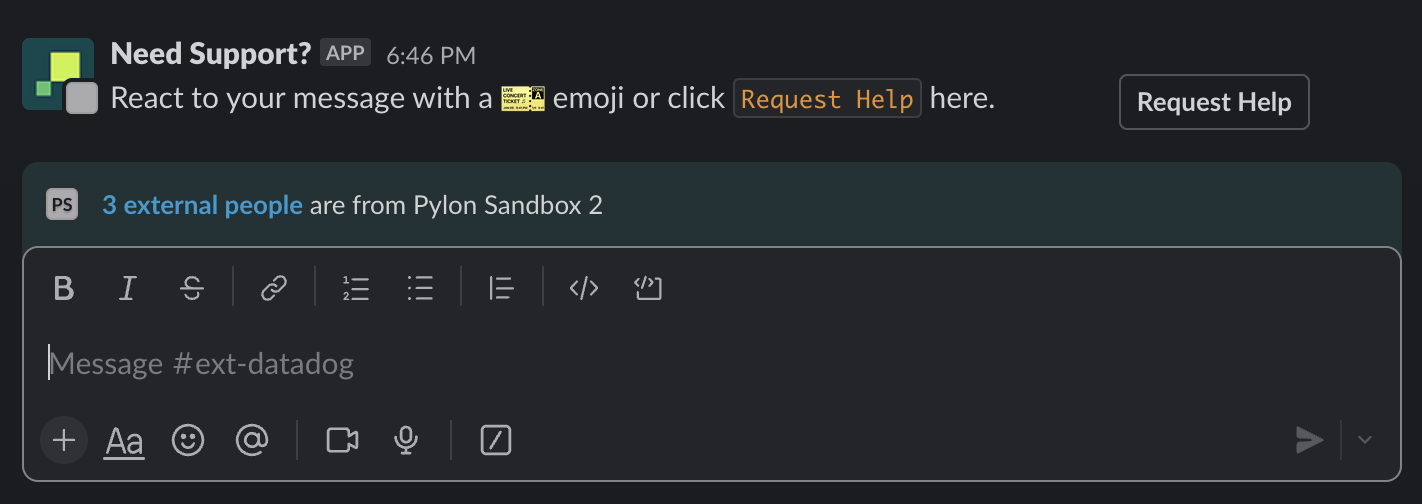 Need Support? APP 6:46 PM
React to your message with a 🎫 emoji or click Request Help here.
Request Help
PS 3 external people are from Pylon Sandbox 2
B I S
Message #ext-datadog
Aa @